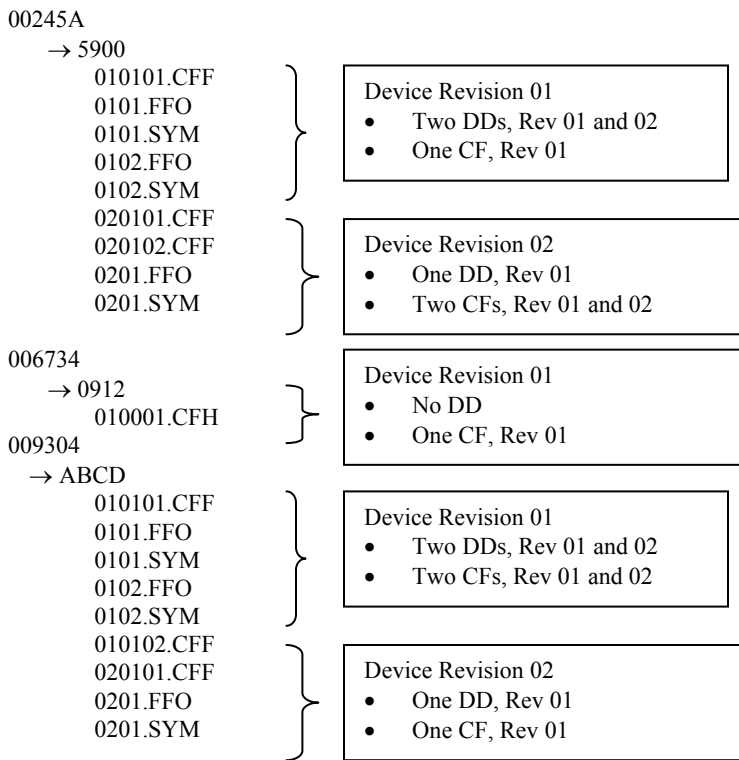 00245A
→ 5900
010101.CFF
0101.FFO
0101.SYM
0102.FFO
0102.SYM
Device Revision 01
• Two DDs, Rev 01 and 02
• One CF, Rev 01
020101.CFF
020102.CFF
0201.FFO
0201.SYM
Device Revision 02
• One DD, Rev 01
• Two CFs, Rev 01 and 02
006734
→ 0912
010001.CFH
Device Revision 01
• No DD
• One CF, Rev 01
009304
→ ABCD
010101.CFF
0101.FFO
0101.SYM
0102.FFO
0102.SYM
Device Revision 01
• Two DDs, Rev 01 and 02
• Two CFs, Rev 01 and 02
010102.CFF
020101.CFF
0201.FFO
0201.SYM
Device Revision 02
• One DD, Rev 01
• One CF, Rev 01